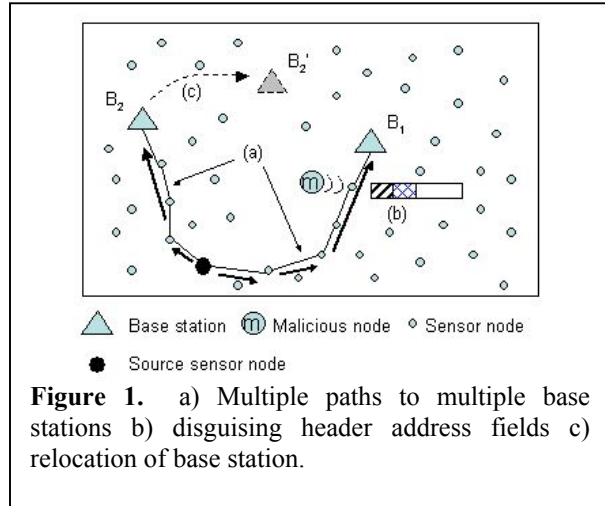 B₂'
B₂
(c)
B₁
(a)
m
(b)
Base station
m
Malicious node
Sensor node
Source sensor node
Figure 1. a) Multiple paths to multiple base
stations b) disguising header address fields c)
relocation of base station.